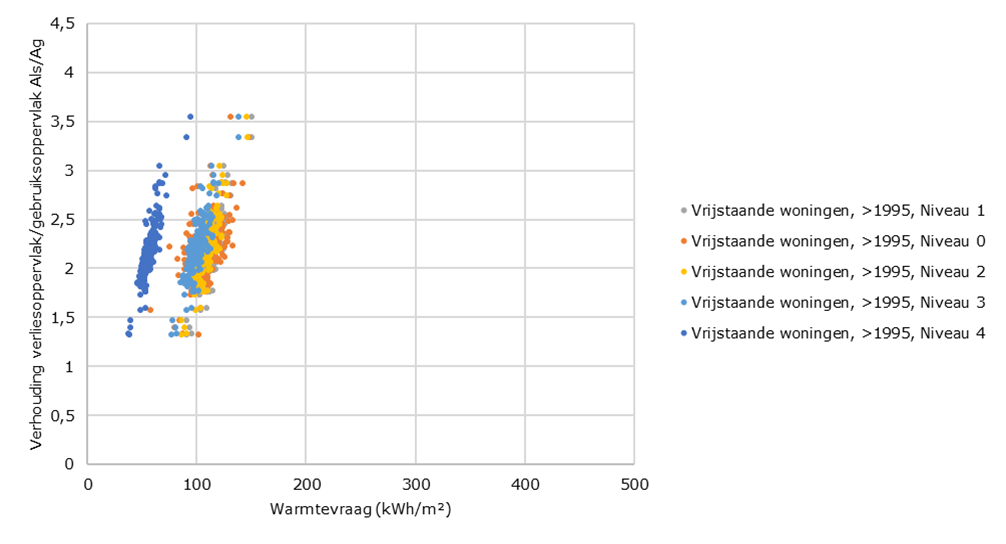 Verhouding verliesoppervlak/gebruiksoppervlak Als/Ag
4,5
4
3,5
3
2,5
2
1,5
1
0,5
0
0 100 200 300 400 500
Warmtevraag (kWh/m²)
Vrijstaande woningen, >1995, Niveau 1
Vrijstaande woningen, >1995, Niveau 0
Vrijstaande woningen, >1995, Niveau 2
Vrijstaande woningen, >1995, Niveau 3
Vrijstaande woningen, >1995, Niveau 4